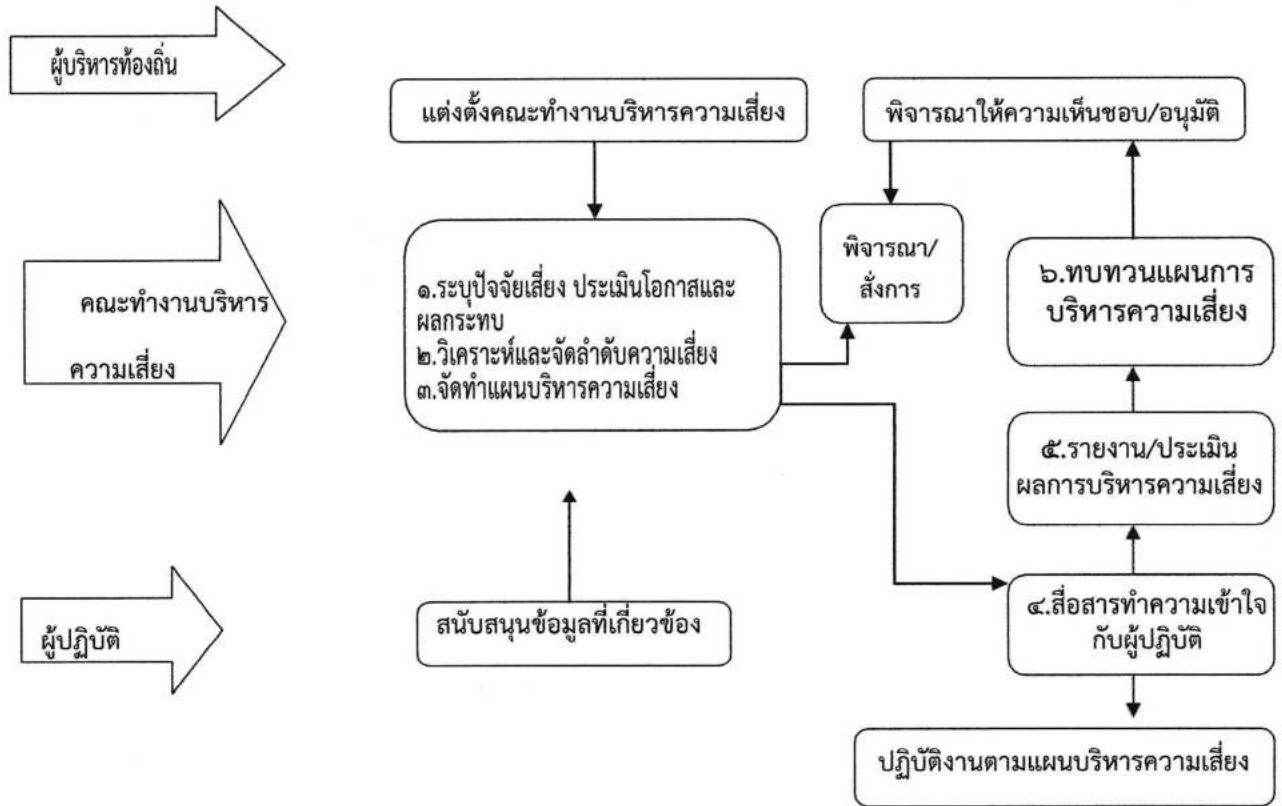 ผู้บริหารท้องถิ่น
แต่งตั้งคณะทำงานบริหารความเสี่ยง
พิจารณาให้ความเห็นชอบ/อนุมัติ
คณะทำงานบริหาร
ความเสี่ยง
๑.ระบุปัจจัยเสี่ยง ประเมินโอกาสและ
ผลกระทบ
๒.วิเคราะห์และจัดลำดับความเสี่ยง
๓.จัดทำแผนบริหารความเสี่ยง
พิจารณา/
สั่งการ
๖.ทบทวนแผนการ
บริหารความเสี่ยง
๕.รายงาน/ประเมิน
ผลการบริหารความเสี่ยง
ผู้ปฏิบัติ
สนับสนุนข้อมูลที่เกี่ยวข้อง
๔.สื่อสารทำความเข้าใจ
กับผู้ปฏิบัติ
ปฏิบัติงานตามแผนบริหารความเสี่ยง